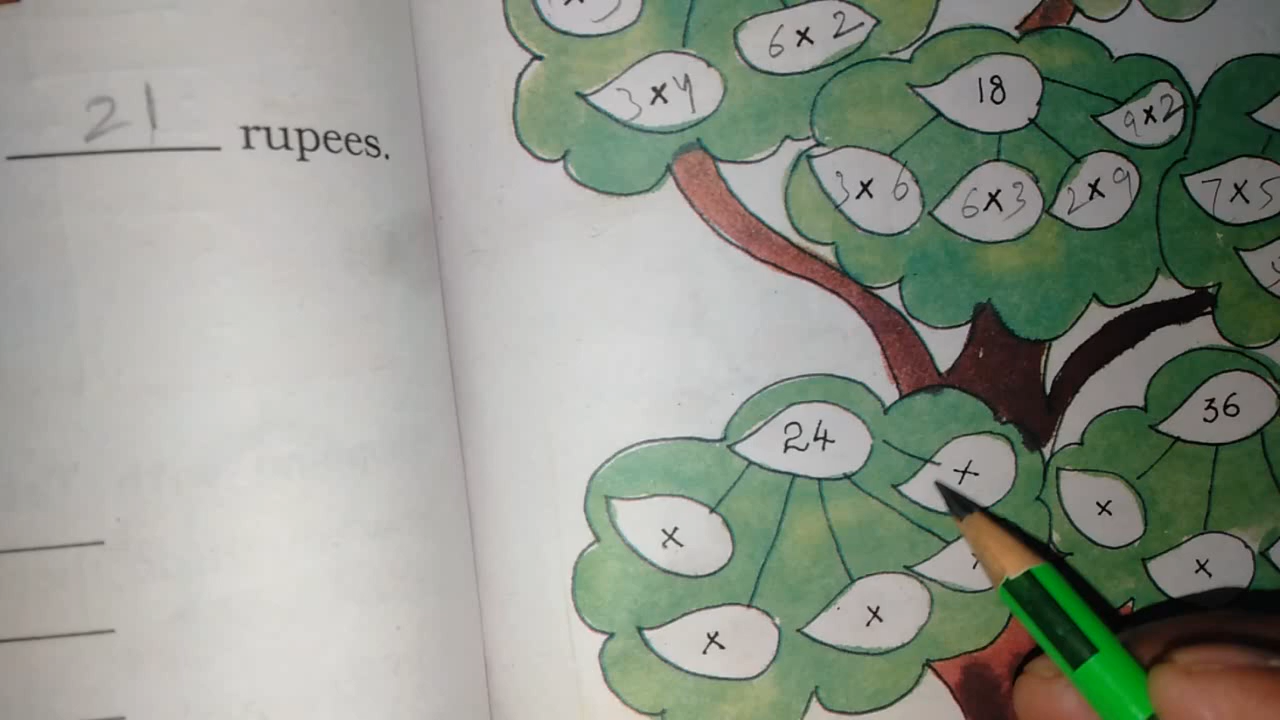 21 rupees.
6 × 2
3 × 4
18
9 × 2
3 × 6
6 × 3
2 × 9
7 × 5
24
×
×
×
×
36
×
×